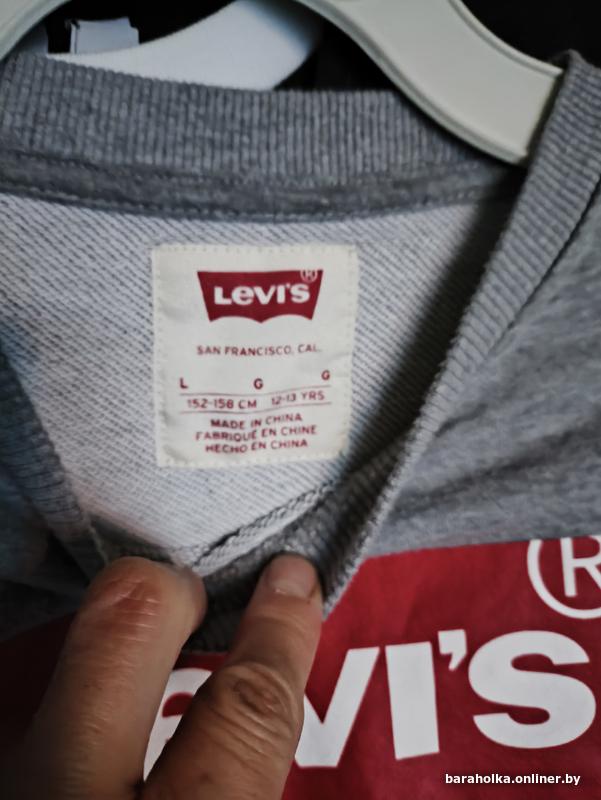 LEVI'S ®
SAN FRANCISCO, CAL.
L G G
152-158 CM 12-13 YRS
MADE IN CHINA
FABRIQUÉ EN CHINE
HECHO EN CHINA
®
evi's
baraholka.onliner.by